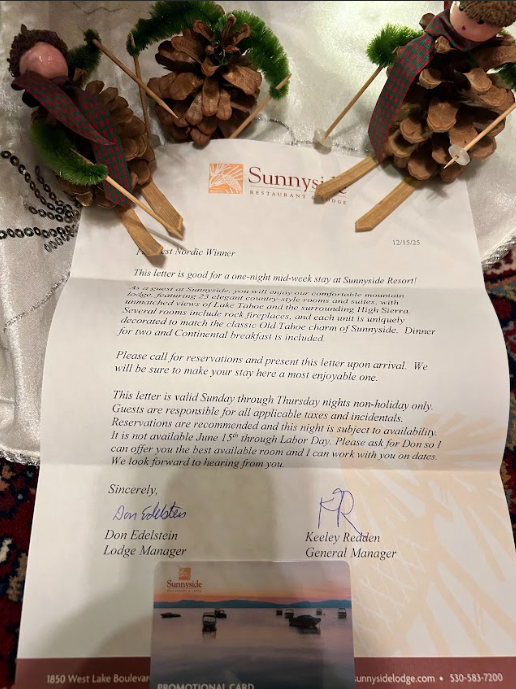 Sunnyside
RESTAURANT & LODGE
12/15/25
Nordic Winner
This letter is good for a one-night mid-week stay at Sunnyside Resort!
As a guest at Sunnyside, you will enjoy our comfortable mountain
lodge, featuring 23 elegant country-style rooms and suites, with
unmatched views of Lake Tahoe and the surrounding High Sierra.
Several rooms include rock fireplaces, and each unit is uniquely
decorated to match the classic Old Tahoe charm of Sunnyside. Dinner
for two and Continental breakfast is included.
Please call for reservations and present this letter upon arrival. We
will be sure to make your stay here a most enjoyable one.
This letter is valid Sunday through Thursday nights non-holiday only.
Guests are responsible for all applicable taxes and incidentals.
Reservations are recommended and this night is subject to availability.
It is not available June 15th through Labor Day. Please ask for Don so I
can offer you the best available room and I can work with you on dates.
We look forward to hearing from you.
Sincerely,
Don Edelstein
Don Edelstein Keeley Redden
Lodge Manager General Manager
Sunnyside
PROMOTIONAL CARD
1850 West Lake Boulevar sunnysidelodge.com • 530-583-7200